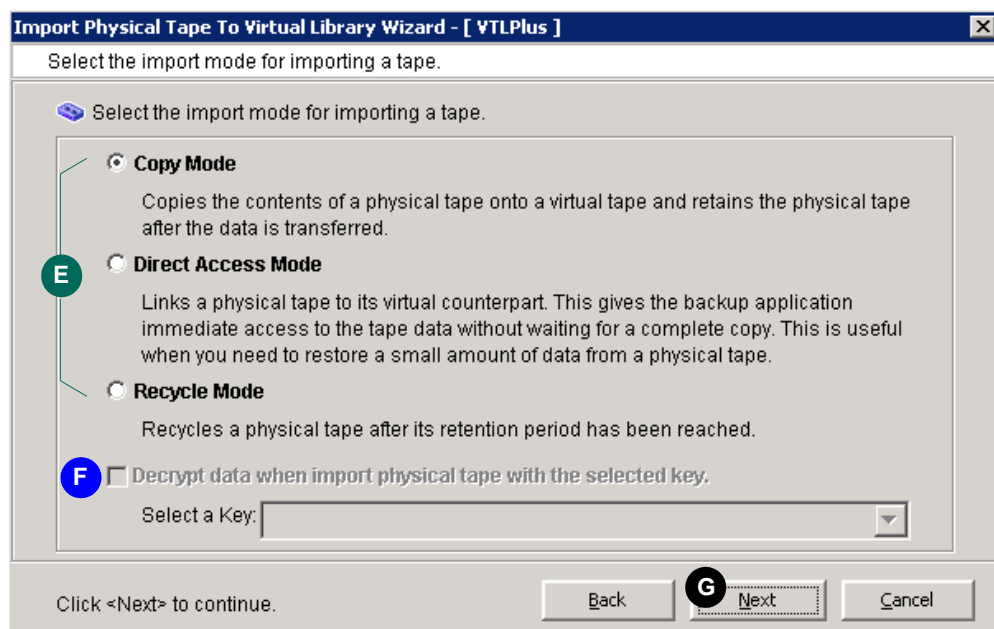 Import Physical Tape To Virtual Library Wizard - [ VTLPlus ]
Select the import mode for importing a tape.
Select the import mode for importing a tape.
Copy Mode
Copies the contents of a physical tape onto a virtual tape and retains the physical tape
after the data is transferred.
E
Direct Access Mode
Links a physical tape to its virtual counterpart. This gives the backup application
immediate access to the tape data without waiting for a complete copy. This is useful
when you need to restore a small amount of data from a physical tape.
Recycle Mode
Recycles a physical tape after its retention period has been reached.
F Decrypt data when import physical tape with the selected key.
Select a Key:
Click <Next> to continue.
Back
G Next
Cancel